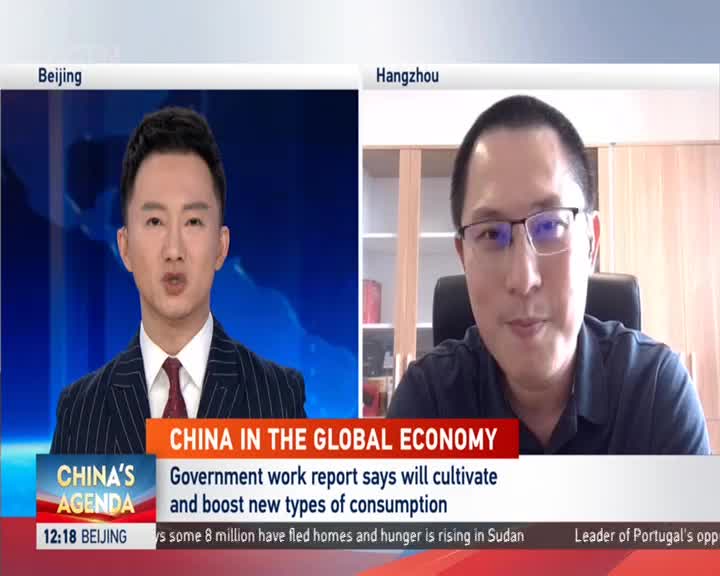 Beijing
Hangzhou
CHINA IN THE GLOBAL ECONOMY
CHINA'S
AGENDA
Government work report says will cultivate
and boost new types of consumption
12:18 BEIJING
ys some 8 million have fled homes and hunger is rising in Sudan
Leader of Portugal's opp